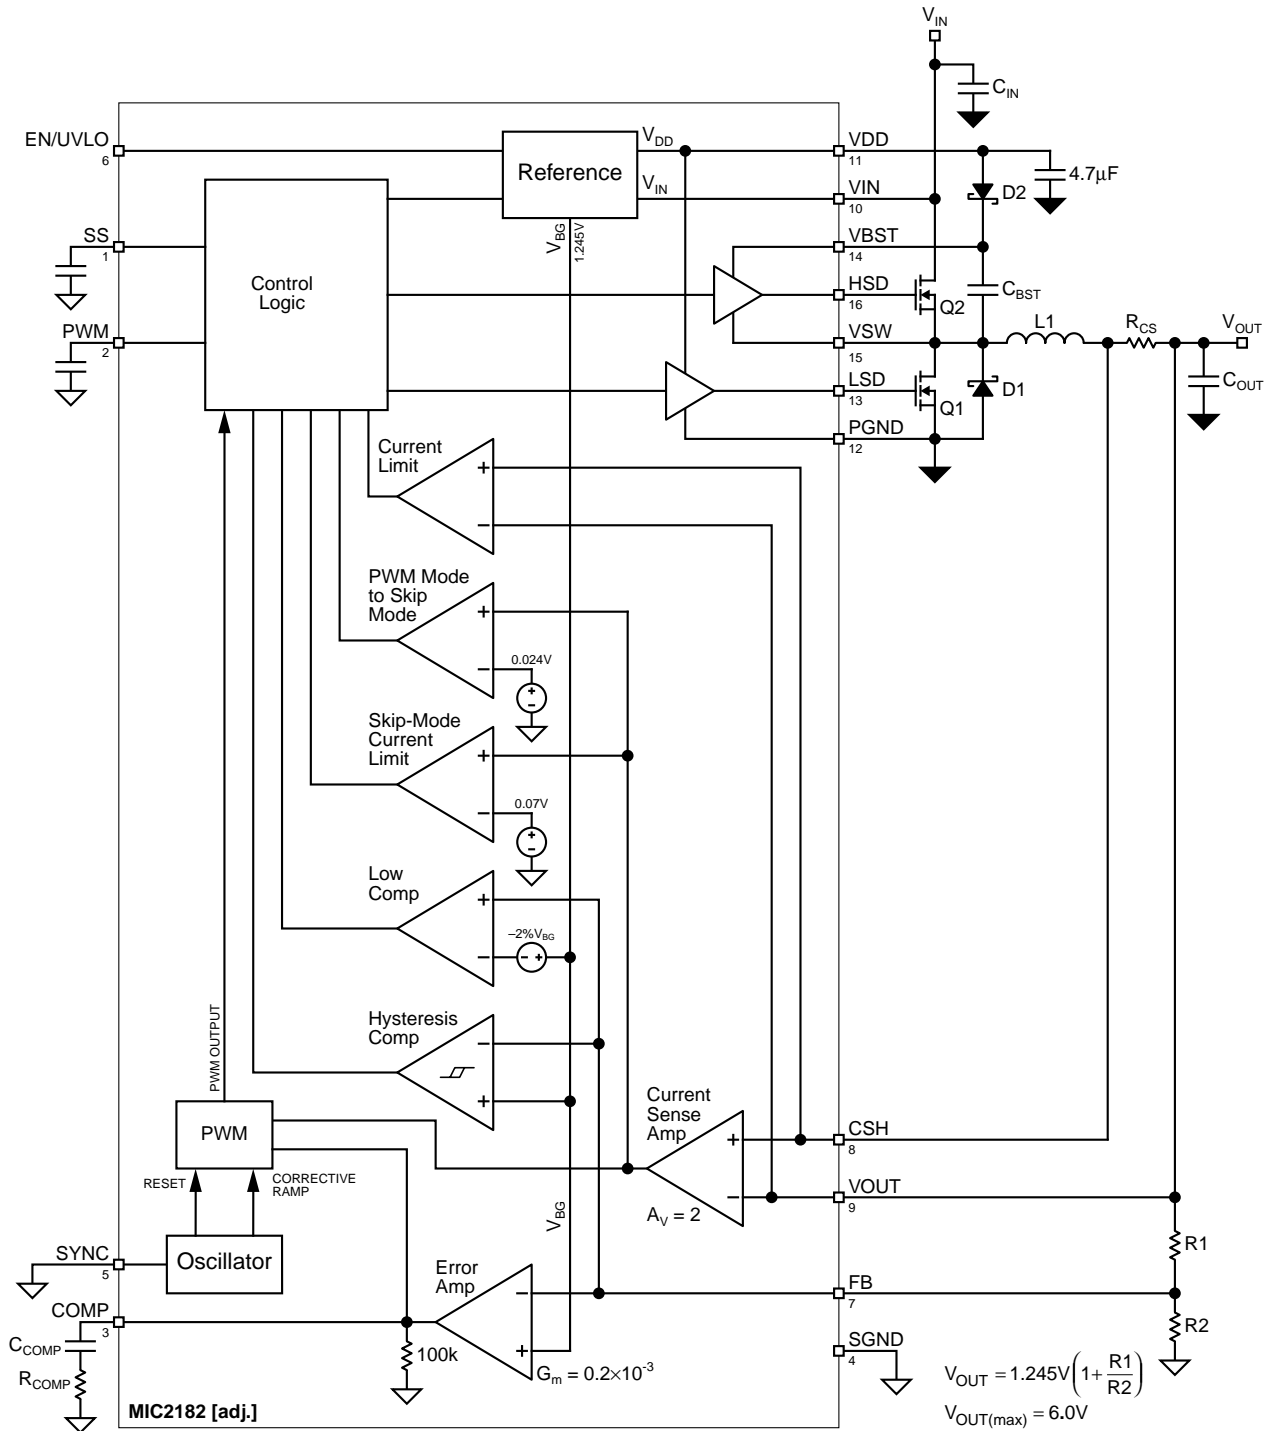 V_IN
C_IN
EN/UVLO
6
Reference
V_DD
V_IN
V_BG
1.245V
VDD
11
4.7µF
D2
VIN
10
SS
1
Control
Logic
VBST
14
C_BST
HSD
16
Q2
PWM
2
VSW
15
L1
R_CS
V_OUT
C_OUT
LSD
13
Q1
D1
PGND
12
Current
Limit
+
−
PWM Mode
to Skip
Mode
+
−
0.024V
+
−
Skip-Mode
Current
Limit
+
−
0.07V
+
−
Low
Comp
+
−
–2%V_BG
- +
Hysteresis
Comp
−
+
PWM OUTPUT
PWM
RESET
CORRECTIVE
RAMP
Current
Sense
Amp
+
−
A_V = 2
CSH
8
VOUT
9
V_BG
SYNC
5
Oscillator
R1
Error
Amp
−
+
G_m = 0.2×10^-3
FB
7
COMP
3
100k
R2
C_COMP
R_COMP
SGND
4
V_OUT = 1.245V(1+R1/R2)
V_OUT(max) = 6.0V
MIC2182 [adj.]